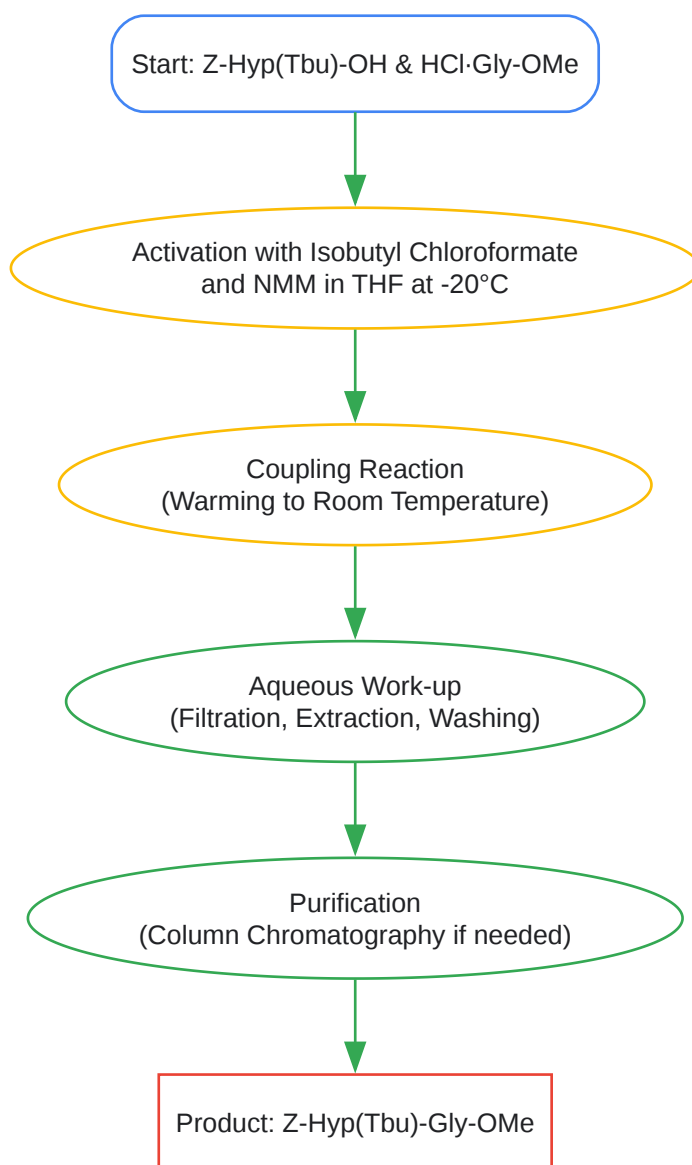 Start: Z-Hyp(Tbu)-OH & HCl·Gly-OMe
Activation with Isobutyl Chloroformate
and NMM in THF at -20°C
Coupling Reaction
(Warming to Room Temperature)
Aqueous Work-up
(Filtration, Extraction, Washing)
Purification
(Column Chromatography if needed)
Product: Z-Hyp(Tbu)-Gly-OMe